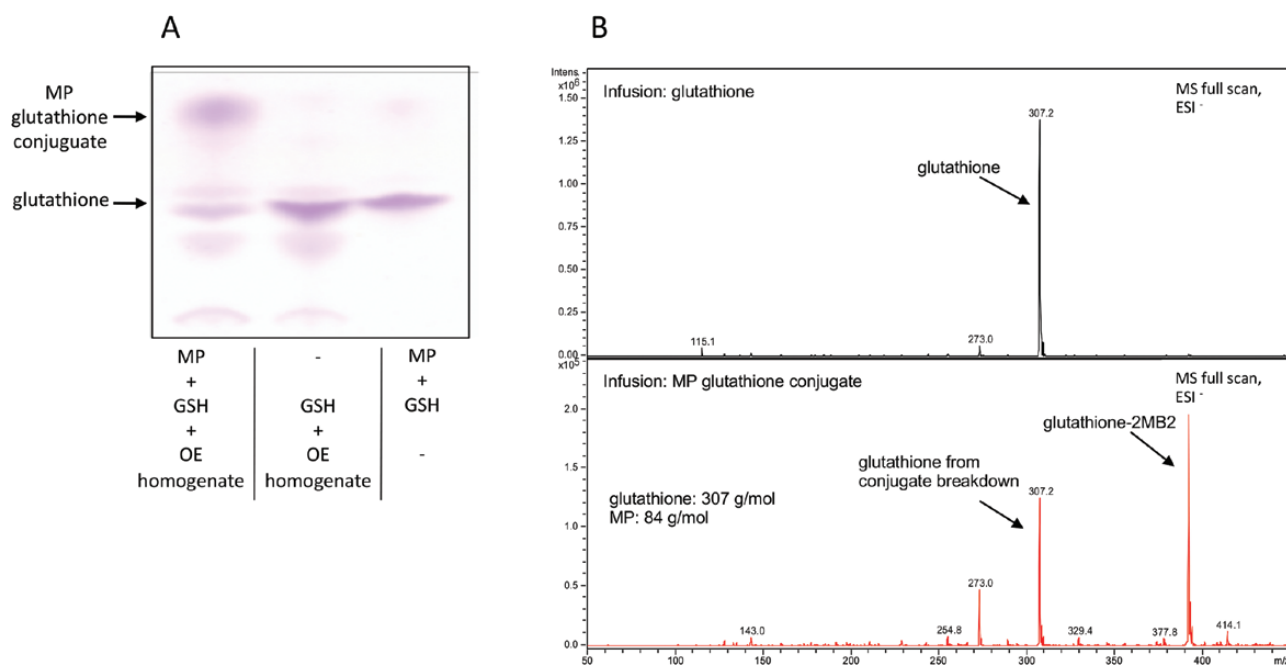 A
MP
glutathione
conjuguate
glutathione
MP
+
GSH
+
OE
homogenate
-
GSH
+
OE
homogenate
MP
+
GSH
-
B
Intens.
x10⁶
Infusion: glutathione
MS full scan,
ESI -
1.50
1.25
1.00
0.75
0.50
0.25
0.00
307.2
glutathione
115.1
273.0
x10⁵
Infusion: MP glutathione conjugate
MS full scan,
ESI -
2.0
1.5
1.0
0.5
0.0
glutathione-2MB2
glutathione from
conjugate breakdown
307.2
glutathione: 307 g/mol
MP: 84 g/mol
273.0
143.0
254.8
329.4
377.8
414.1
50
100
150
200
250
300
350
400